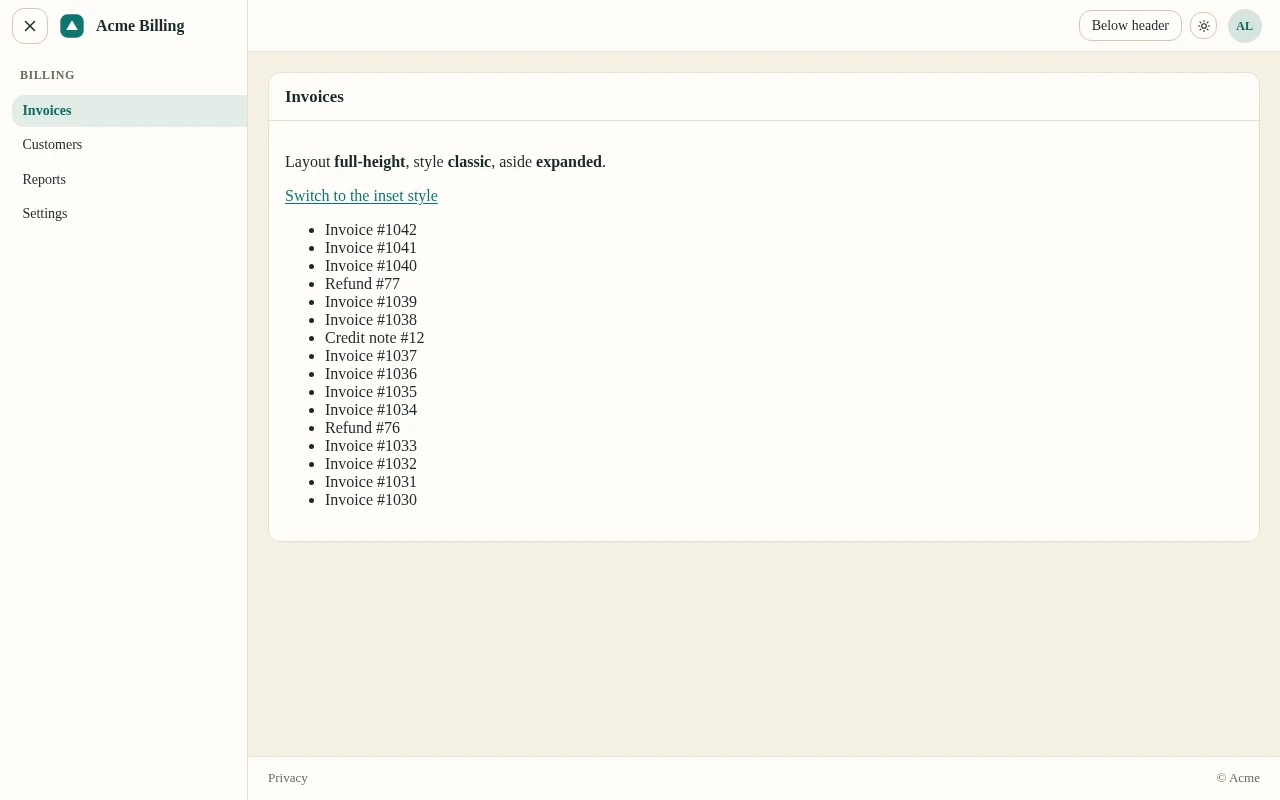 Acme Billing
Below header
AL
BILLING
Invoices
Customers
Reports
Settings
Invoices
Layout full-height, style classic, aside expanded.
Switch to the inset style
Invoice #1042
Invoice #1041
Invoice #1040
Refund #77
Invoice #1039
Invoice #1038
Credit note #12
Invoice #1037
Invoice #1036
Invoice #1035
Invoice #1034
Refund #76
Invoice #1033
Invoice #1032
Invoice #1031
Invoice #1030
Privacy
© Acme